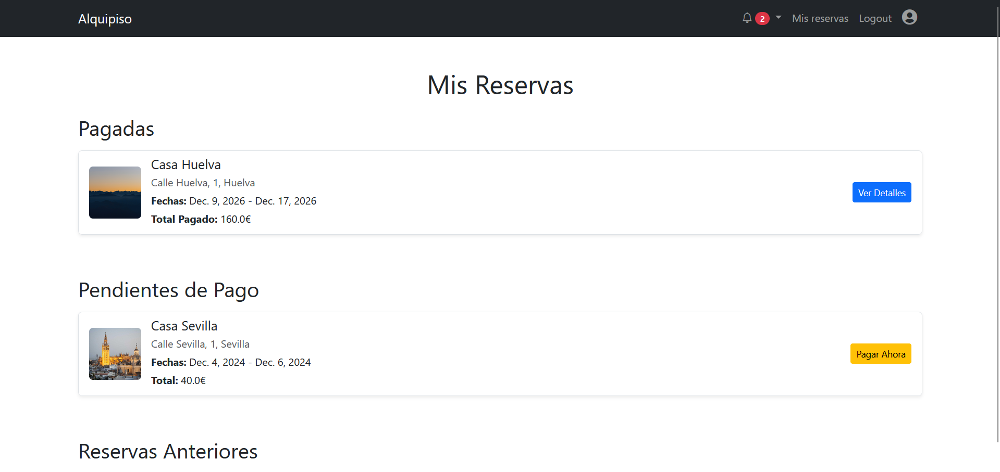 Alquipiso
2
Mis reservas
Logout
Mis Reservas
Pagadas
Casa Huelva
Calle Huelva, 1, Huelva
Fechas: Dec. 9, 2026 - Dec. 17, 2026
Total Pagado: 160.0€
Ver Detalles
Pendientes de Pago
Casa Sevilla
Calle Sevilla, 1, Sevilla
Fechas: Dec. 4, 2024 - Dec. 6, 2024
Total: 40.0€
Pagar Ahora
Reservas Anteriores